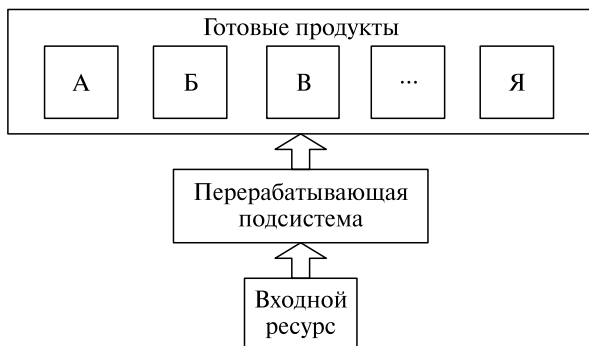 Готовые продукты
А Б В ... Я
Перерабатывающая
подсистема
Входной
ресурс